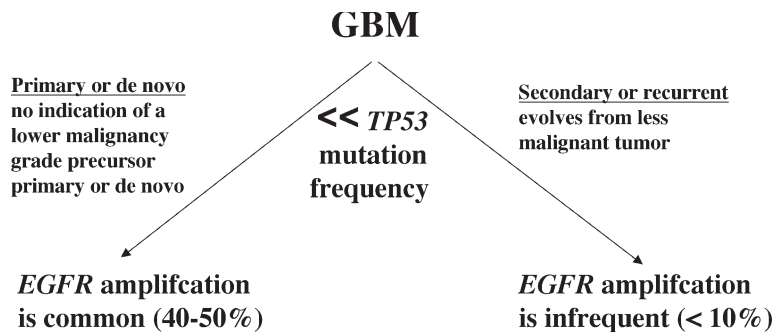 GBM
Primary or de novo
no indication of a
lower malignancy
grade precursor
primary or de novo
<< TP53
mutation
frequency
Secondary or recurrent
evolves from less
malignant tumor
EGFR amplifcation
is common (40-50%)
EGFR amplifcation
is infrequent (< 10%)